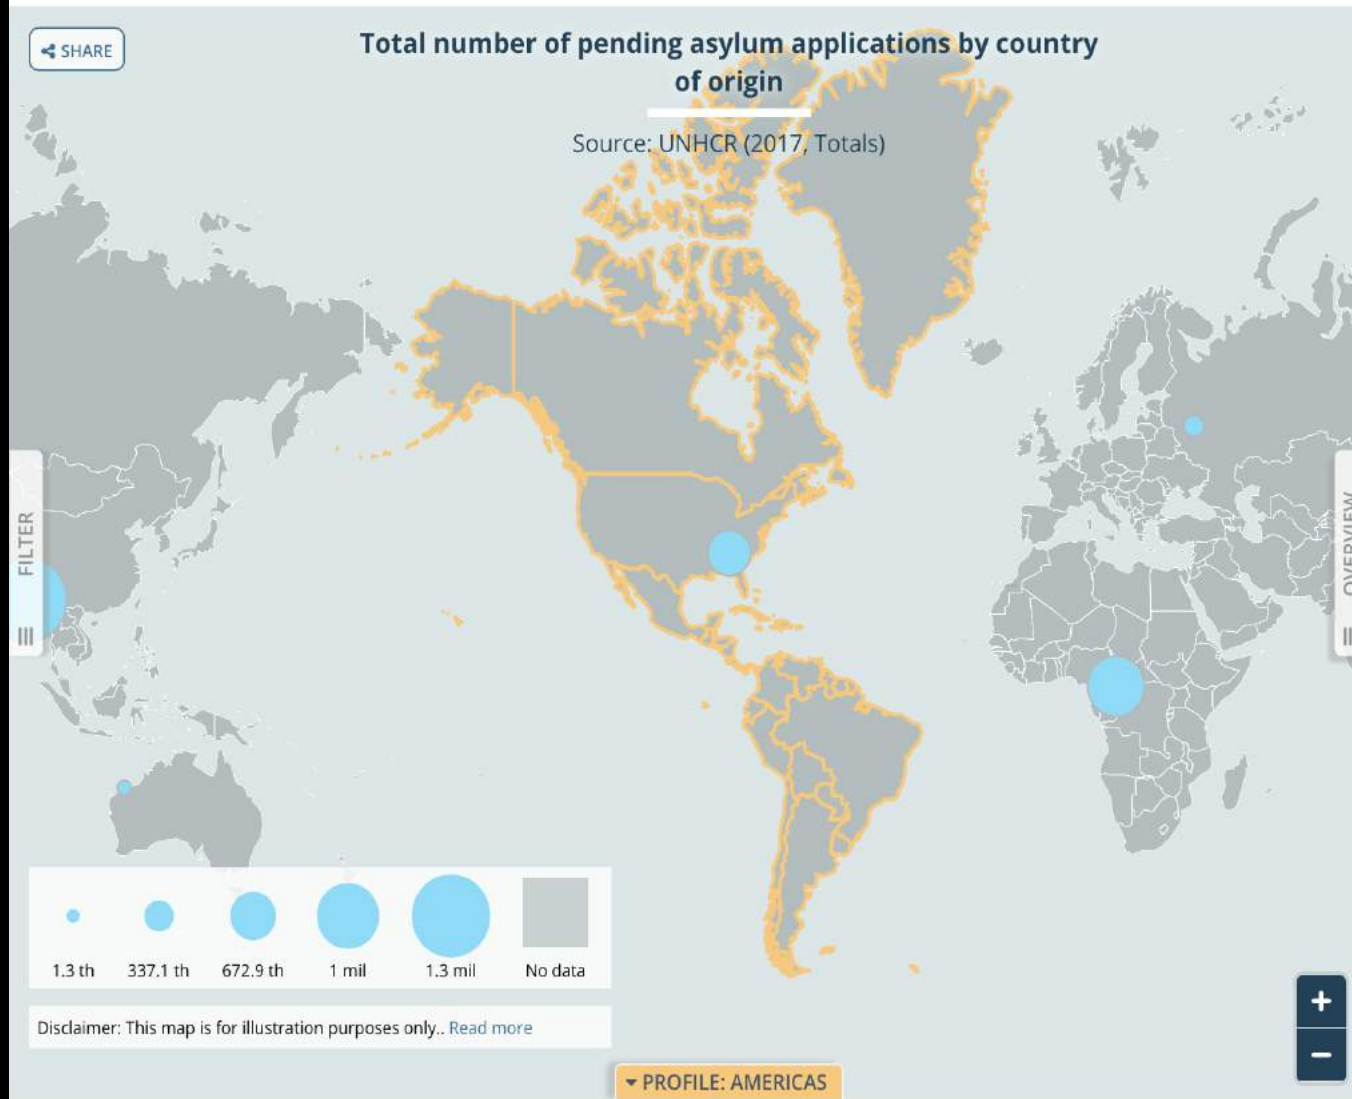 SHARE
Total number of pending asylum applications by country
of origin
Source: UNHCR (2017, Totals)
FILTER
OVERVIEW
1.3 th
337.1 th
672.9 th
1 mil
1.3 mil
No data
Disclaimer: This map is for illustration purposes only.. Read more
+
−
PROFILE: AMERICAS